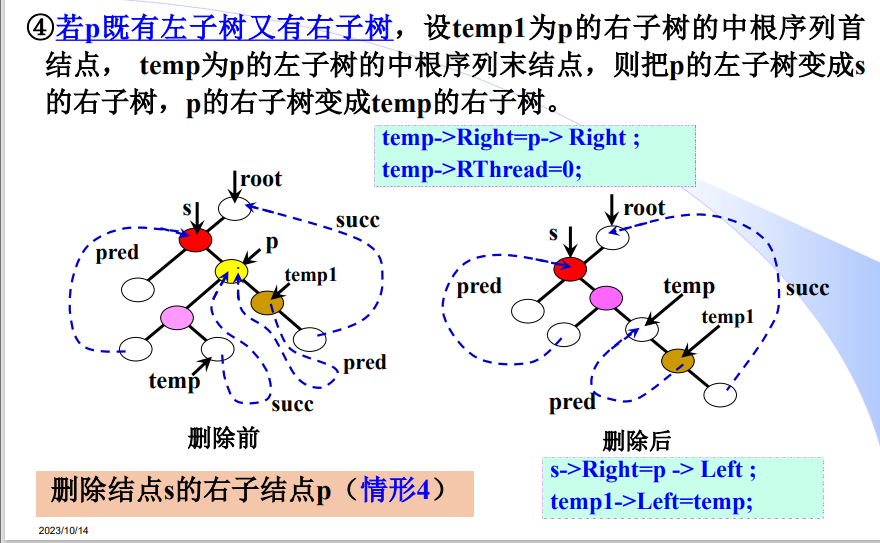 ④若p既有左子树又有右子树，设temp1为p的右子树的中根序列首
结点， temp为p的左子树的中根序列末结点，则把p的左子树变成s
的右子树，p的右子树变成temp的右子树。
temp->Right=p-> Right ;
temp->RThread=0;
root
s
succ
p
pred
temp1
temp
pred
succ
删除前
root
s
pred
temp
succ
temp1
pred
删除后
删除结点s的右子结点p（情形4）
s->Right=p -> Left ;
temp1->Left=temp;
2023/10/14